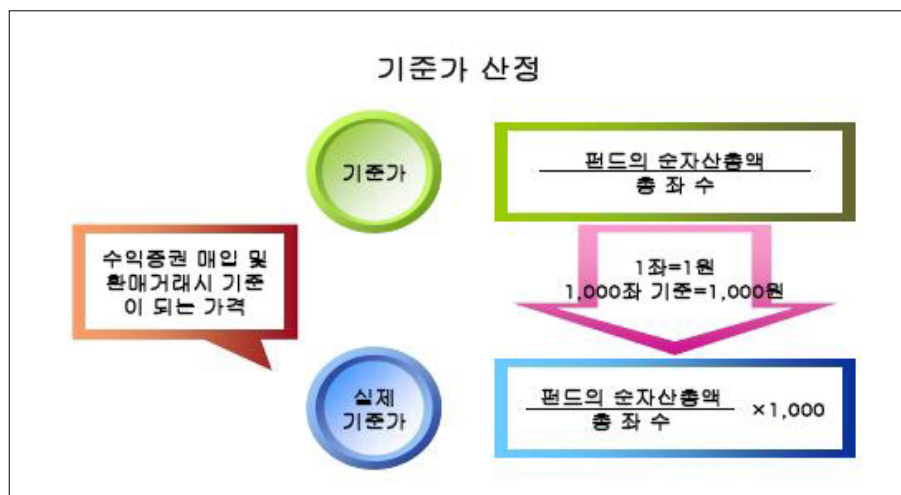 기준가 산정
기준가
펀드의 순자산총액
총 좌 수
수익증권 매입 및
환매거래시 기준
이 되는 가격
1좌=1원
1,000좌 기준=1,000원
실제
기준가
펀드의 순자산총액
총 좌 수
×1,000